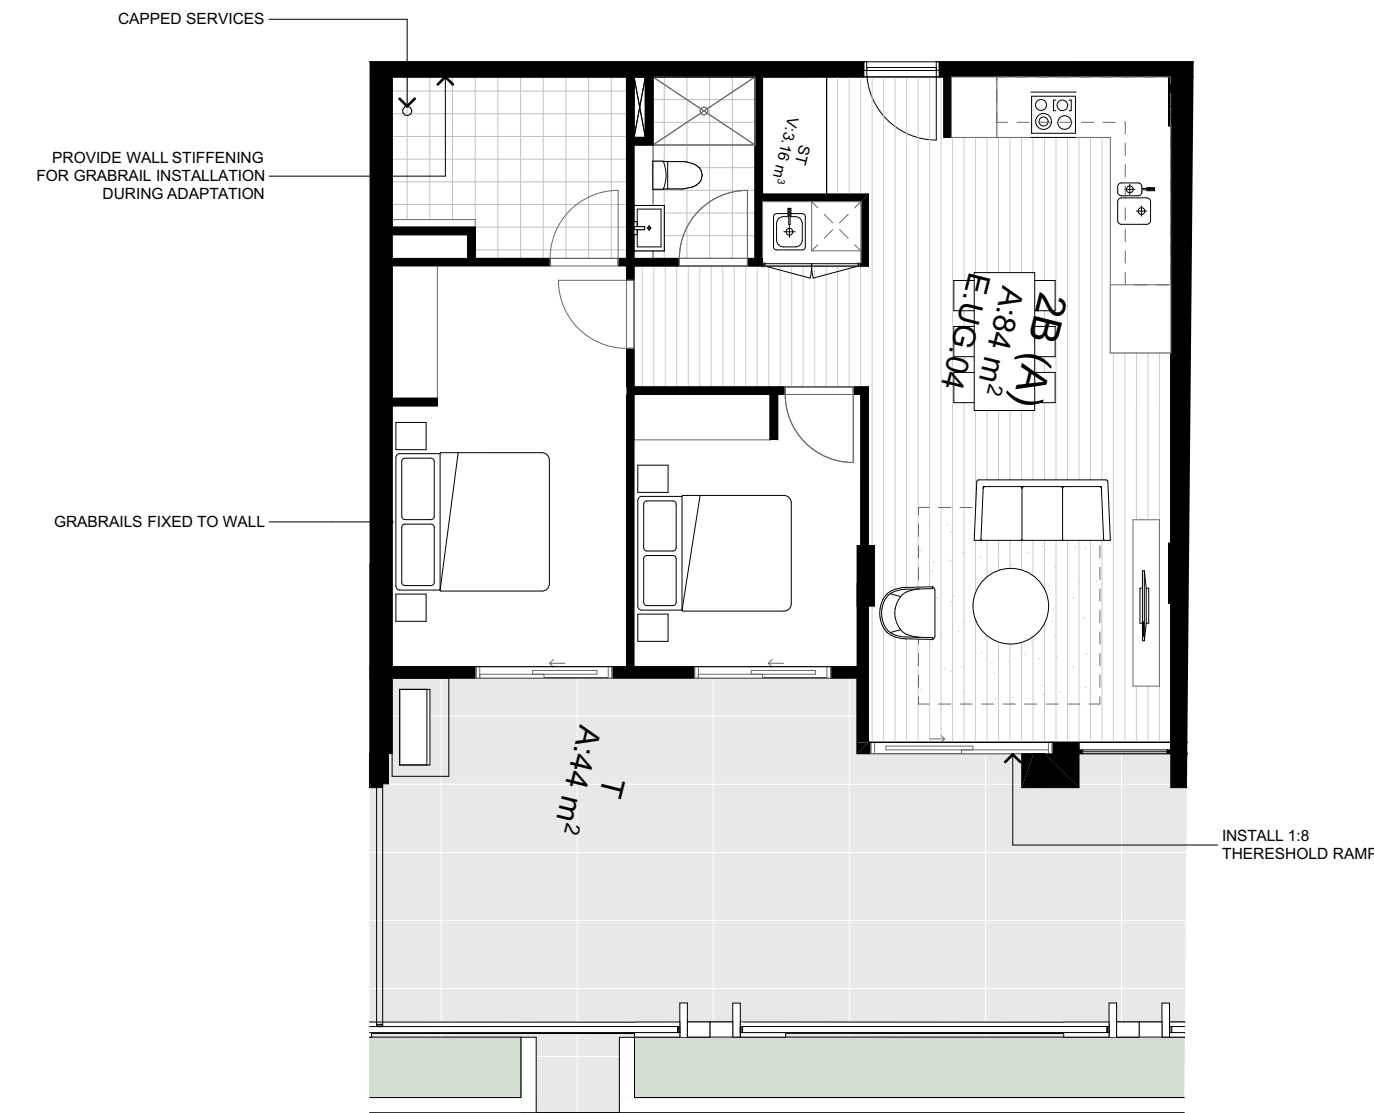 CAPPED SERVICES
PROVIDE WALL STIFFENING
FOR GRABRAIL INSTALLATION
DURING ADAPTATION
ST
V:3.16 m³
2B (A)
A:84 m²
E.UG.04
GRABRAILS FIXED TO WALL
T
A:44 m²
INSTALL 1:8
THERESHOLD RAMP